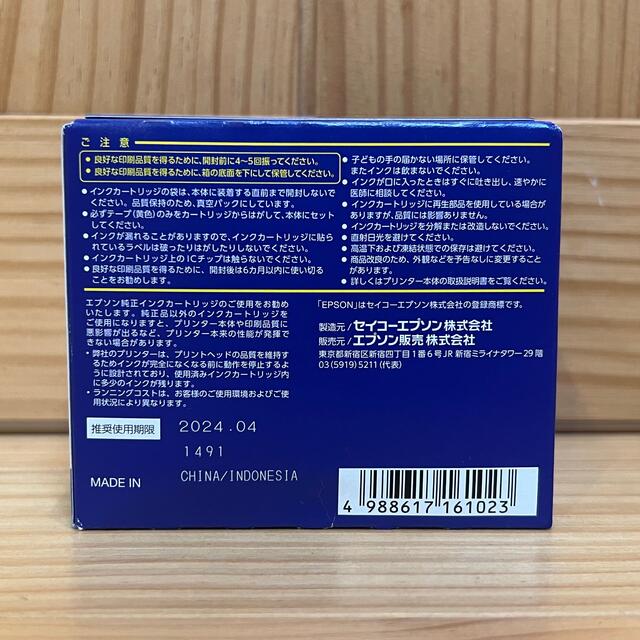 ご注意
●良好な印刷品質を得るために、開封前に4〜5回振ってください。
●良好な印刷品質を得るために、箱の底面を下にして保管してください。
●インクカートリッジの袋は、本体に装着する直前まで開封しないで
ください。品質保持のため、真空パックにしています。
●必ずテープ(黄色)のみをカートリッジからはがして、本体にセット
してください。
●インクが漏れることがありますので、インクカートリッジに貼ら
れているラベルは破ったりはがしたりしないでください。
●インクカートリッジ上のICチップは触らないでください。
●良好な印刷品質を得るために、開封後は6カ月以内に使い切る
ことをお勧めします。
●子どもの手の届かない場所に保管してください。
またインクは飲まないでください。
●インクが口に入ったときはすぐに吐き出し、速やかに
医師に相談してください。
●インクカートリッジに再生部品を使用している場合が
ありますが、品質には影響ありません。
●インクカートリッジを分解または改造しないでください。
●直射日光を避けてください。
●高温下および凍結状態での保存は避けてください。
●商品改良のため、外観などを予告なしに変更することが
あります。
●詳しくはプリンター本体の取扱説明書をご覧ください。
エプソン純正インクカートリッジのご使用をお勧め
いたします。純正品以外のインクカートリッジを
ご使用になりますと、プリンター本体や印刷品質に
悪影響が出るなど、プリンター本来の性能が発揮で
きない場合があります。
・弊社のプリンターは、プリントヘッドの品質を維持す
るためインクが完全になくなる前に動作を停止するよ
うに設計されており、使用済みインクカートリッジ内
に多少のインクが残ります。
・ランニングコストは、お客様のご使用環境およびご使
用状況により異なります。
推奨使用期限 2024.04
1491
MADE IN CHINA/INDONESIA
「EPSON」はセイコーエプソン株式会社の登録商標です。
製造元/セイコーエプソン株式会社
販売元/エプソン販売株式会社
東京都新宿区新宿四丁目1番6号 JR新宿ミライナタワー29階
03(5919)5211(代表)
4 988617 161023